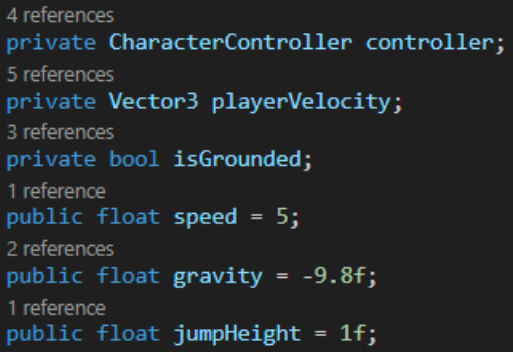 4 references
private CharacterController controller;
5 references
private Vector3 playerVelocity;
3 references
private bool isGrounded;
1 reference
public float speed = 5;
2 references
public float gravity = -9.8f;
1 reference
public float jumpHeight = 1f;